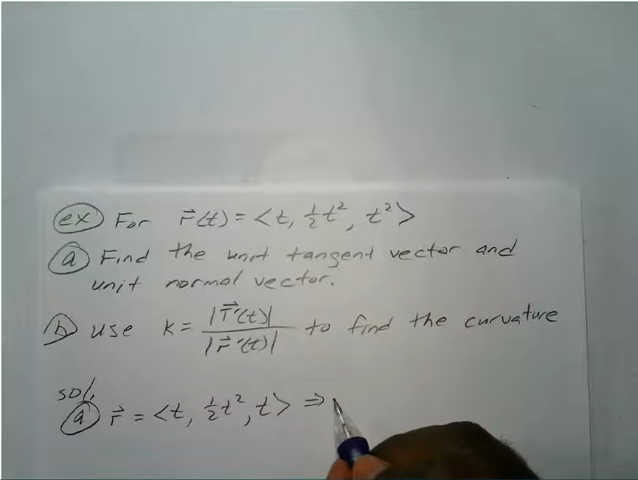 ex For r⃗(t) = <t, ½t², t²>
a Find the unit tangent vector and
unit normal vector.
b Use K = |T⃗'(t)| / |r⃗'(t)| to find the curvature
soln
a r⃗ = <t, ½t², t> ⇒